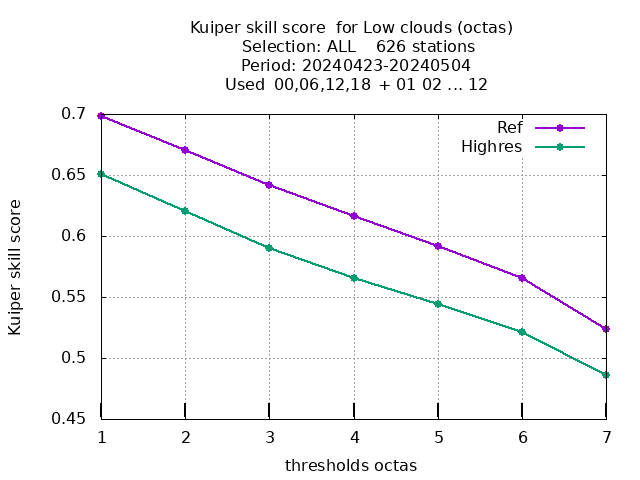 Kuiper skill score  for Low clouds (octas)
Selection: ALL    626 stations
Period: 20240423-20240504
Used  00,06,12,18  + 01 02 ... 12
Ref
Highres
0.7
0.65
0.6
0.55
0.5
0.45
Kuiper skill score
1 2 3 4 5 6 7
thresholds octas